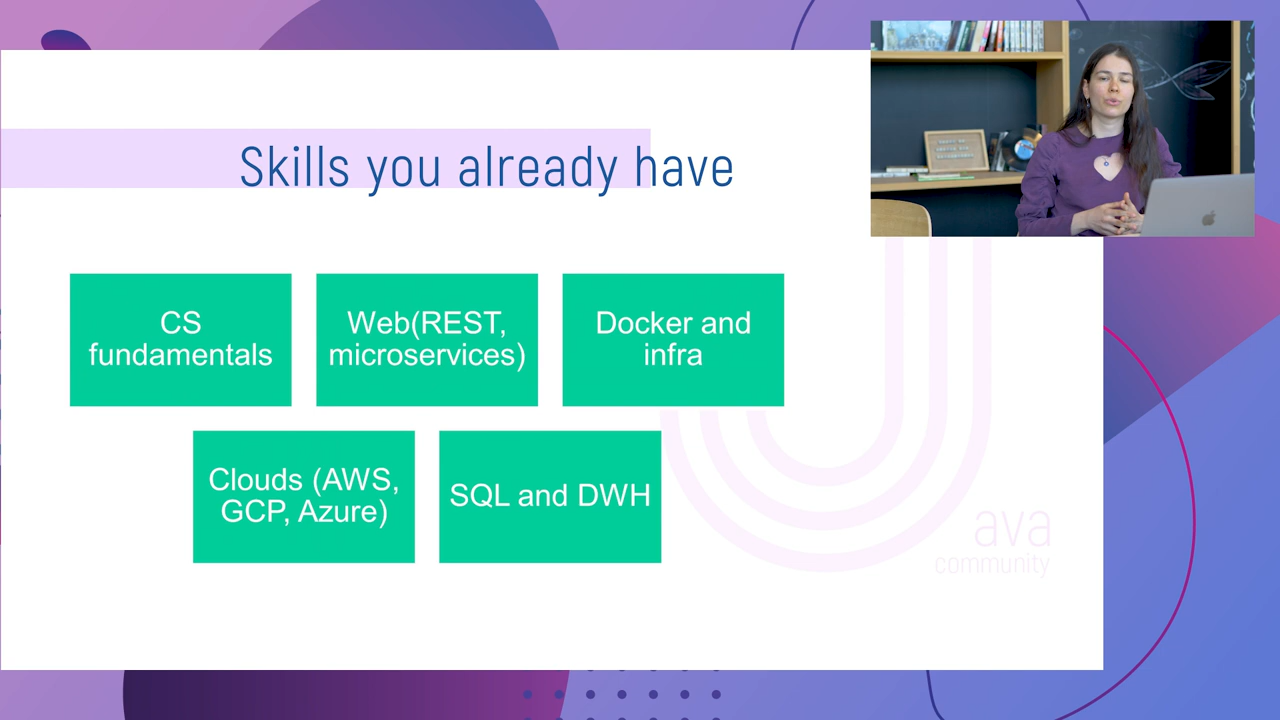 Skills you already have
CS
fundamentals
Web(REST,
microservices)
Docker and
infra
Clouds (AWS,
GCP, Azure)
SQL and DWH
ava
community